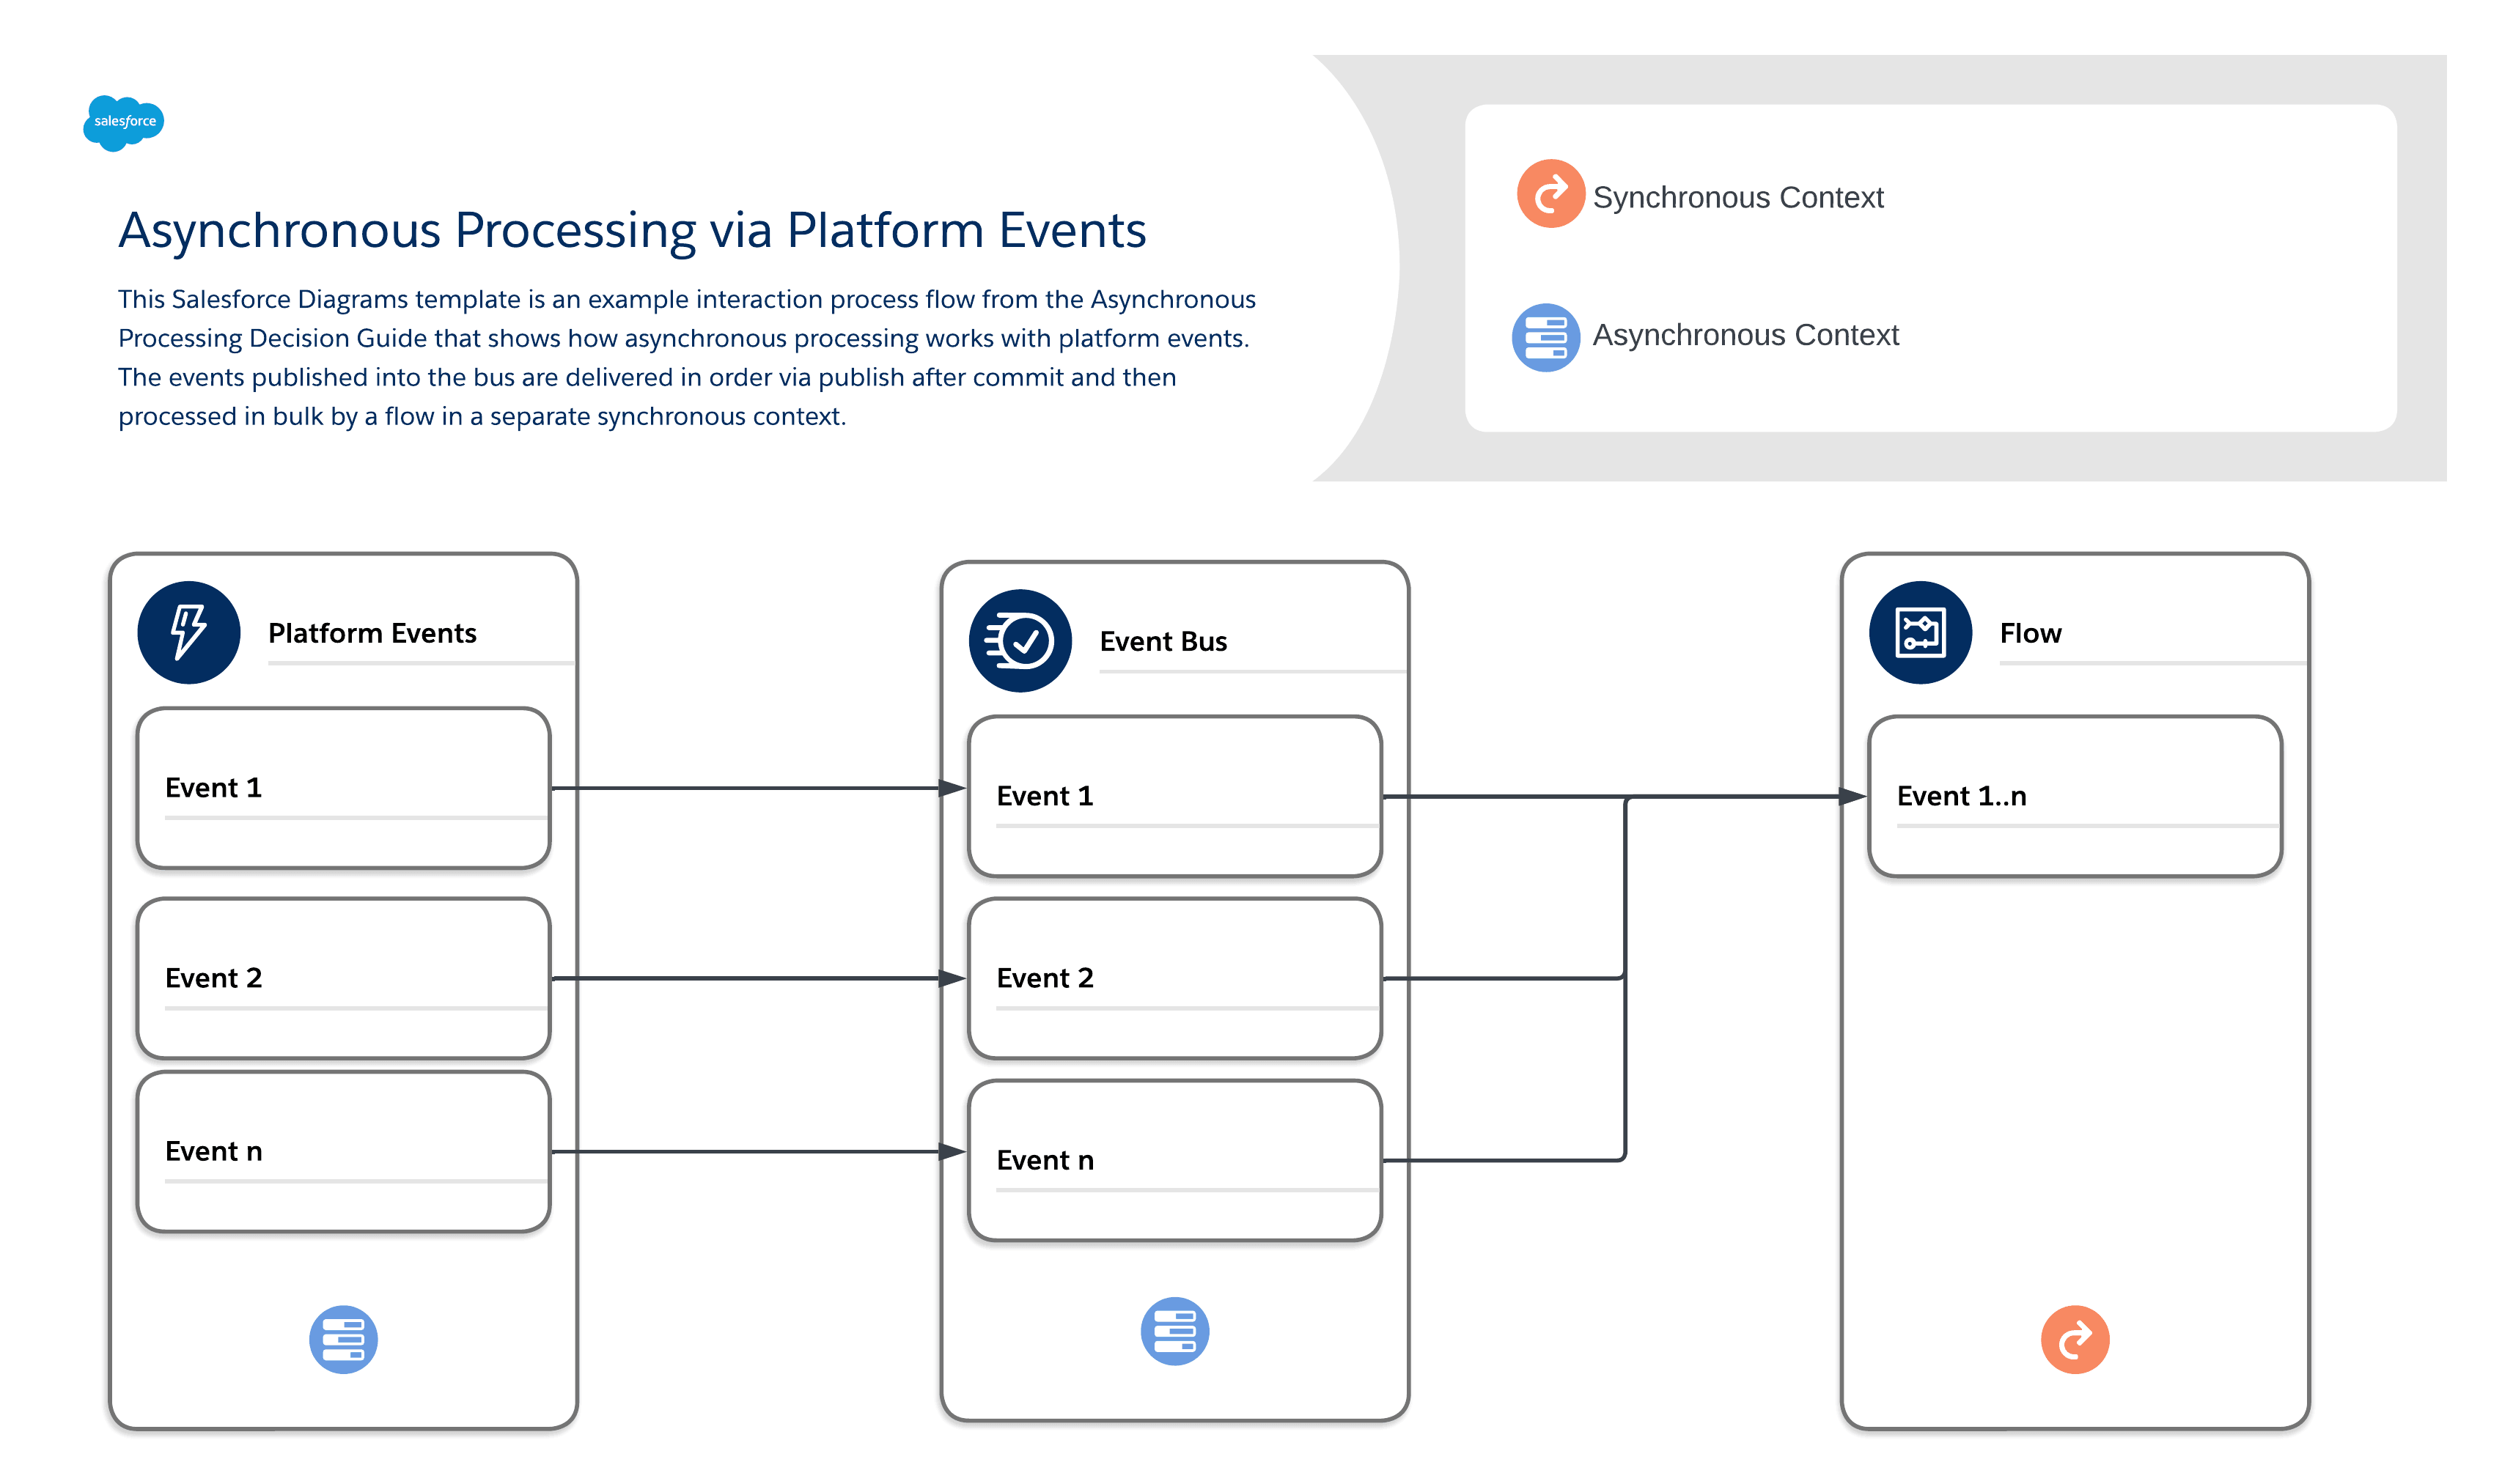 salesforce
Asynchronous Processing via Platform Events
This Salesforce Diagrams template is an example interaction process flow from the Asynchronous
Processing Decision Guide that shows how asynchronous processing works with platform events.
The events published into the bus are delivered in order via publish after commit and then
processed in bulk by a flow in a separate synchronous context.
Synchronous Context
Asynchronous Context
Platform Events
Event 1
Event 2
Event n
Event Bus
Event 1
Event 2
Event n
Flow
Event 1..n